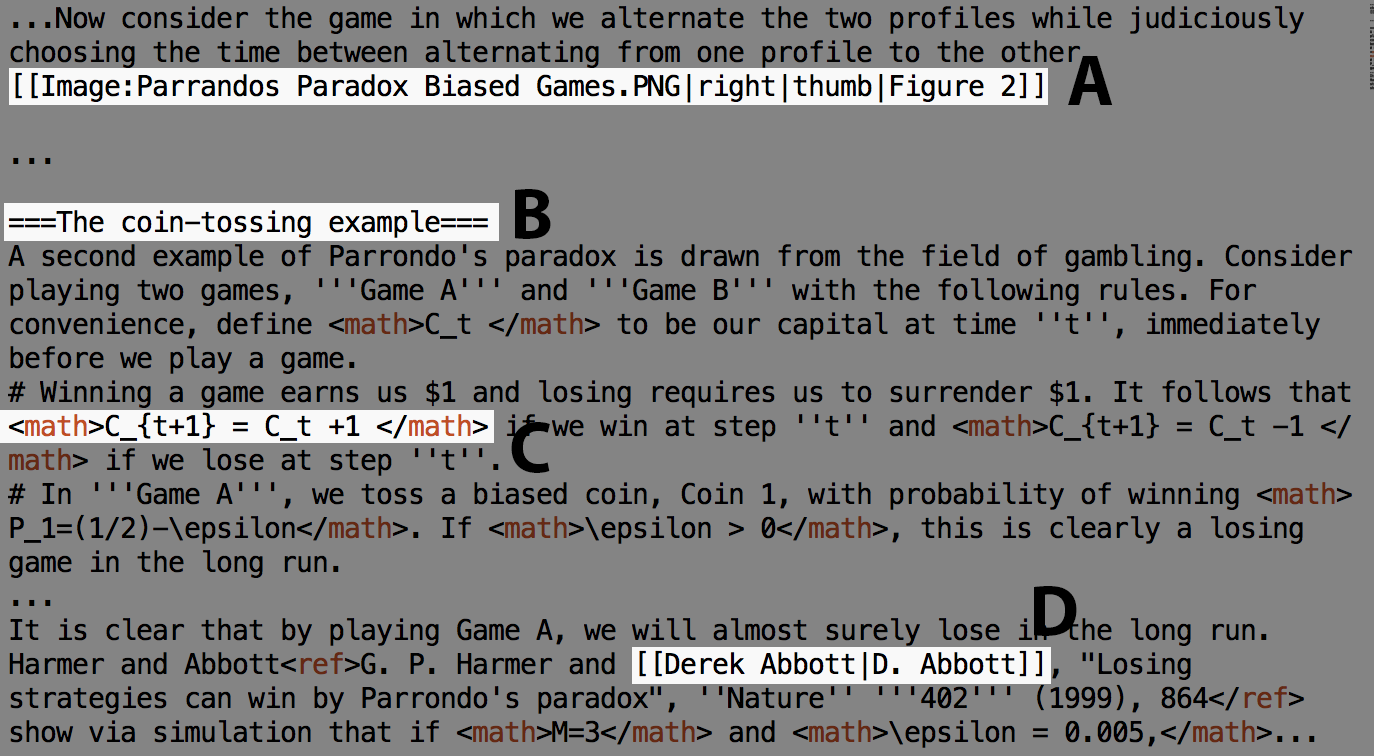 ...Now consider the game in which we alternate the two profiles while judiciously
choosing the time between alternating from one profile to the other
[[Image:Parrandos Paradox Biased Games.PNG|right|thumb|Figure 2]]
A
...
===The coin-tossing example===
B
A second example of Parrondo's paradox is drawn from the field of gambling. Consider
playing two games, '''Game A''' and '''Game B''' with the following rules. For
convenience, define <math>C_t </math> to be our capital at time ''t'', immediately
before we play a game.
# Winning a game earns us $1 and losing requires us to surrender $1. It follows that
<math>C_{t+1} = C_t +1 </math> if we win at step ''t'' and <math>C_{t+1} = C_t -1 </
C
math> if we lose at step ''t''.
# In '''Game A''', we toss a biased coin, Coin 1, with probability of winning <math>
P_1=(1/2)-\epsilon</math>. If <math>\epsilon > 0</math>, this is clearly a losing
game in the long run.
...
D
It is clear that by playing Game A, we will almost surely lose in the long run.
Harmer and Abbott<ref>G. P. Harmer and [[Derek Abbott|D. Abbott]], "Losing
strategies can win by Parrondo's paradox", ''Nature'' '''402''' (1999), 864</ref>
show via simulation that if <math>M=3</math> and <math>\epsilon = 0.005,</math>...